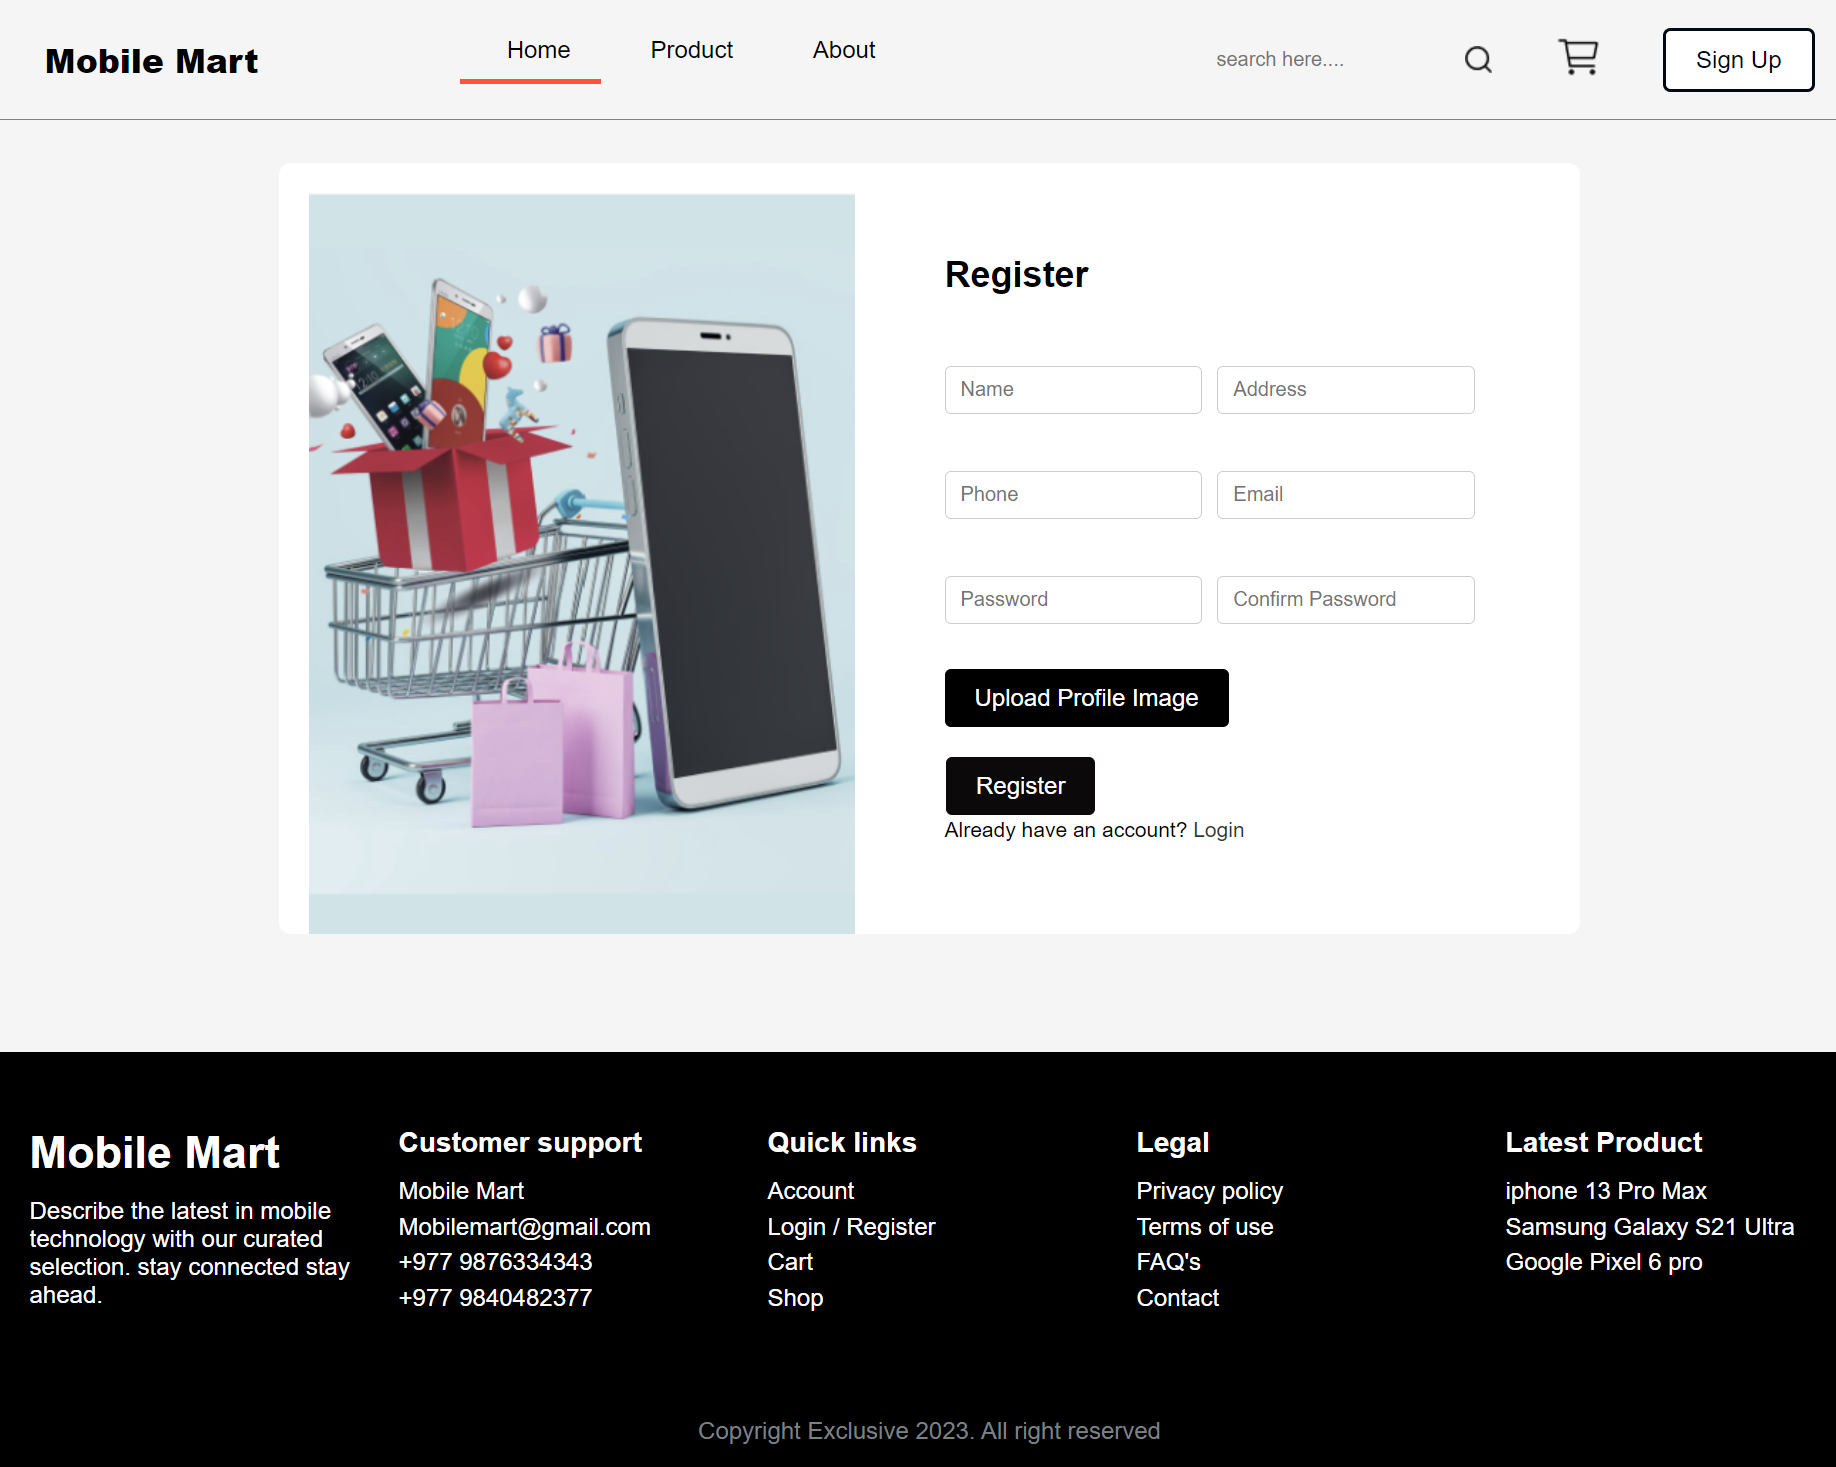 Mobile Mart
Home
Product
About
search here....
Sign Up
Register
Name
Address
Phone
Email
Password
Confirm Password
Upload Profile Image
Register
Already have an account? Login
Mobile Mart
Describe the latest in mobile
technology with our curated
selection. stay connected stay
ahead.
Customer support
Mobile Mart
Mobilemart@gmail.com
+977 9876334343
+977 9840482377
Quick links
Account
Login / Register
Cart
Shop
Legal
Privacy policy
Terms of use
FAQ's
Contact
Latest Product
iphone 13 Pro Max
Samsung Galaxy S21 Ultra
Google Pixel 6 pro
Copyright Exclusive 2023. All right reserved